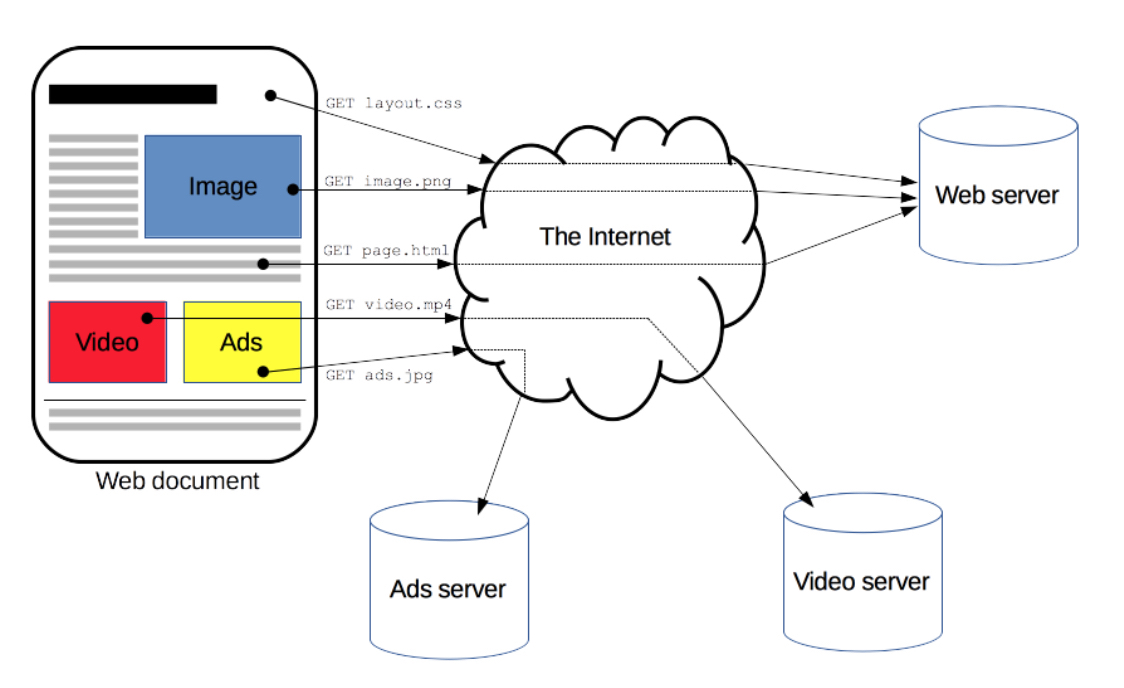 GET layout.css
Image
GET image.png
Web server
The Internet
GET page.html
GET video.mp4
Video
Ads
GET ads.jpg
Web document
Ads server
Video server